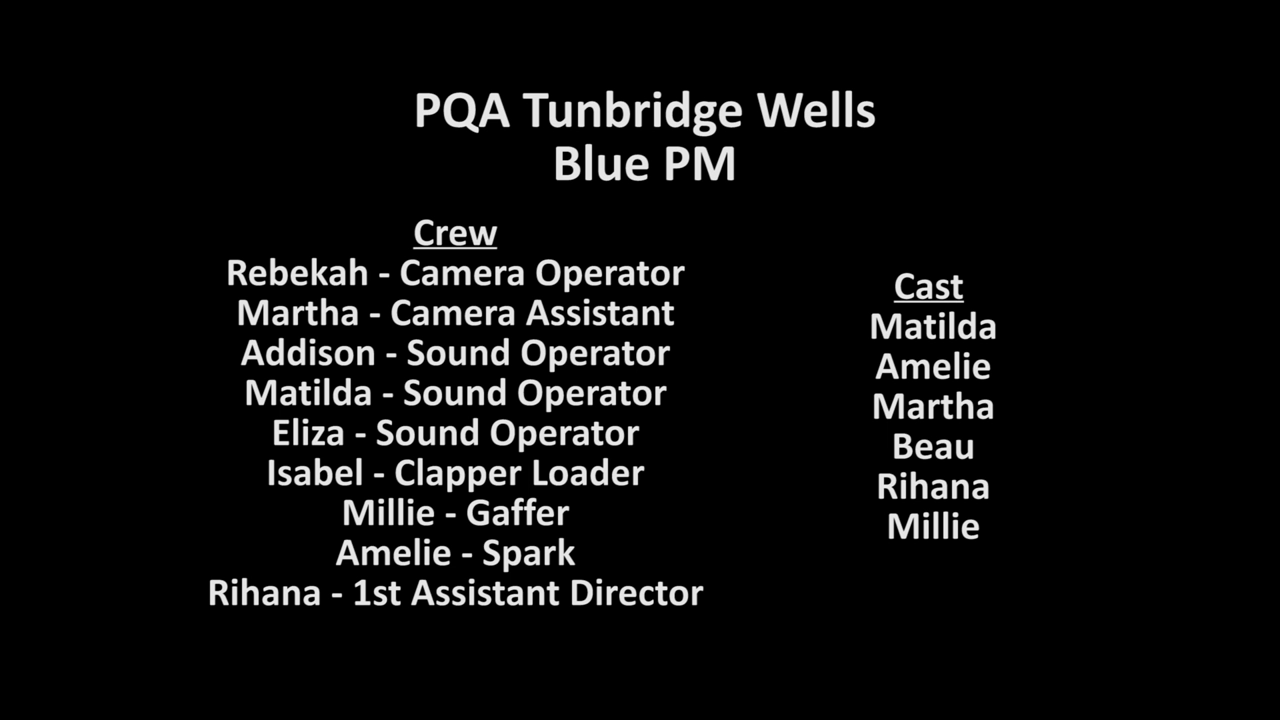 PQA Tunbridge Wells
Blue PM
Crew
Rebekah - Camera Operator
Martha - Camera Assistant
Addison - Sound Operator
Matilda - Sound Operator
Eliza - Sound Operator
Isabel - Clapper Loader
Millie - Gaffer
Amelie - Spark
Rihana - 1st Assistant Director
Cast
Matilda
Amelie
Martha
Beau
Rihana
Millie